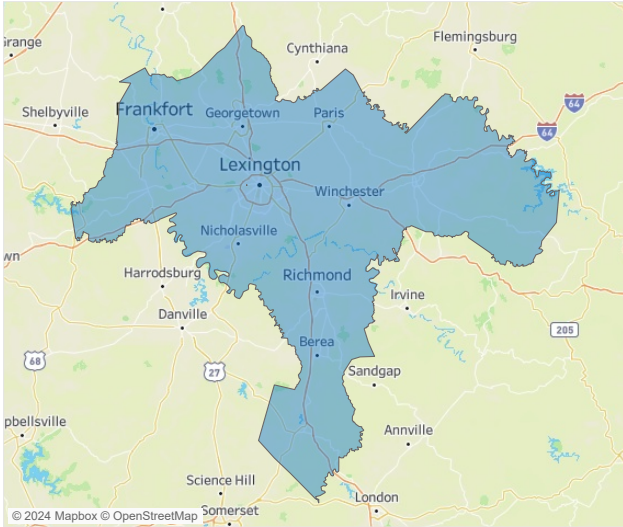 Grange
Cynthiana
Flemingsburg
Shelbyville
Frankfort
Georgetown
Paris
64
64
Lexington
Winchester
Nicholasville
wn
Harrodsburg
Richmond
Irvine
Danville
205
68
27
Berea
Sandgap
pbellsville
Annville
Science Hill
London
Somerset
© 2024 Mapbox © OpenStreetMap